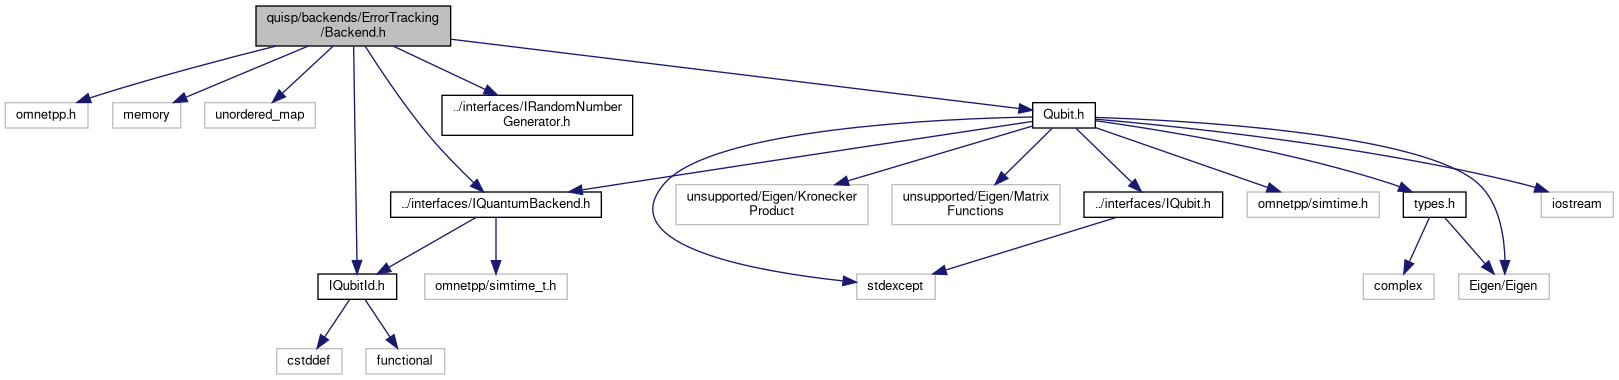 quisp/backends/ErrorTracking
/Backend.h
omnetpp.h
memory
unordered_map
../interfaces/IRandomNumber
Generator.h
Qubit.h
../interfaces/IQuantumBackend.h
unsupported/Eigen/Kronecker
Product
unsupported/Eigen/Matrix
Functions
../interfaces/IQubit.h
omnetpp/simtime.h
types.h
iostream
IQubitId.h
omnetpp/simtime_t.h
stdexcept
complex
Eigen/Eigen
cstddef
functional